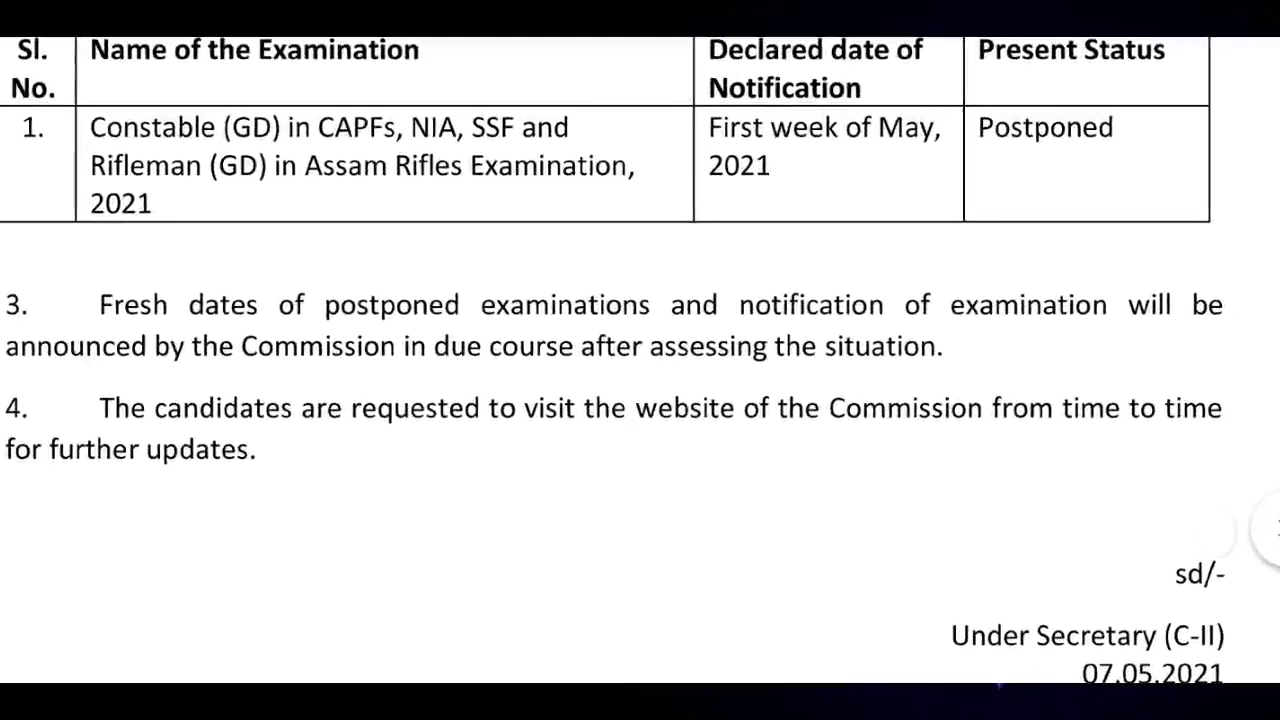 Sl. Name of the Examination Declared date of Present Status
No. Notification
1. Constable (GD) in CAPFs, NIA, SSF and First week of May, Postponed
Rifleman (GD) in Assam Rifles Examination, 2021
2021
3. Fresh dates of postponed examinations and notification of examination will be
announced by the Commission in due course after assessing the situation.
4. The candidates are requested to visit the website of the Commission from time to time
for further updates.
sd/-
Under Secretary (C-II)
07.05.2021